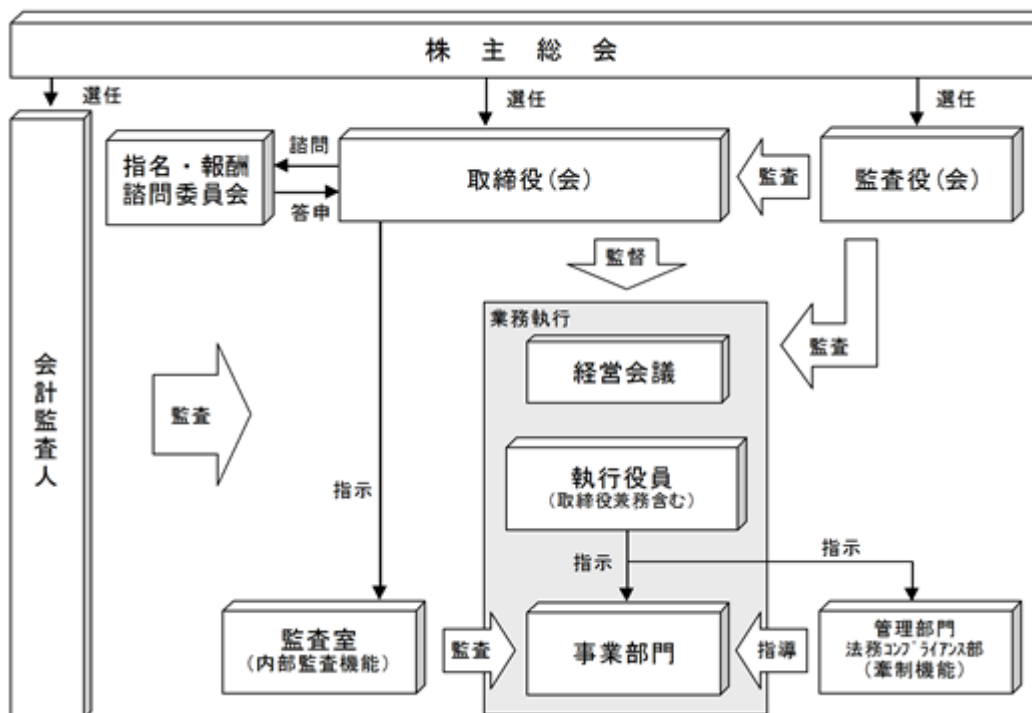 株主総会
選任
選任
選任
指名・報酬
諮問委員会
諮問
答申
取締役(会)
監査
監査役(会)
監督
業務執行
経営会議
監査
会計監査人
監査
執行役員
(取締役兼務含む)
指示
指示
指示
監査室
(内部監査機能)
監査
事業部門
指導
管理部門
法務ｺﾝﾌﾟﾗｲｱﾝｽ部
(牽制機能)